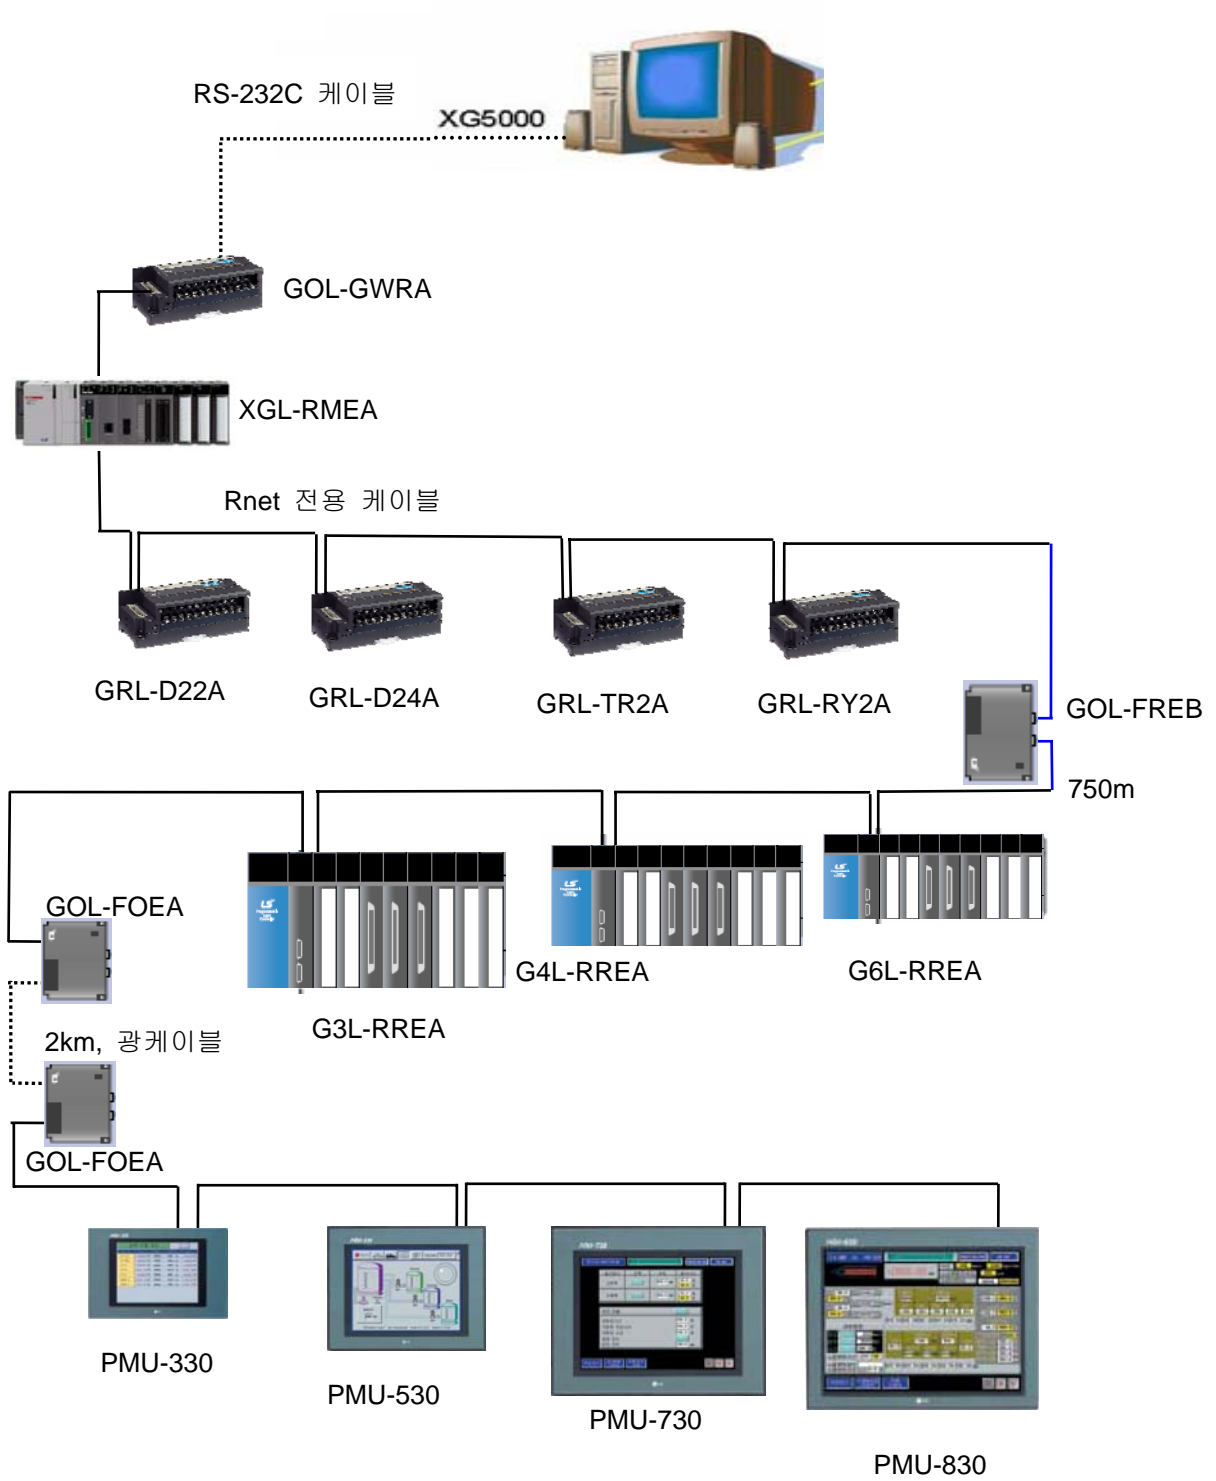 RS-232C 케이블
XG5000
GOL-GWRA
XGL-RMEA
Rnet 전용 케이블
GRL-D22A
GRL-D24A
GRL-TR2A
GRL-RY2A
GOL-FREB
750m
GOL-FOEA
G4L-RREA
G6L-RREA
G3L-RREA
2km, 광케이블
GOL-FOEA
PMU-330
PMU-530
PMU-730
PMU-830